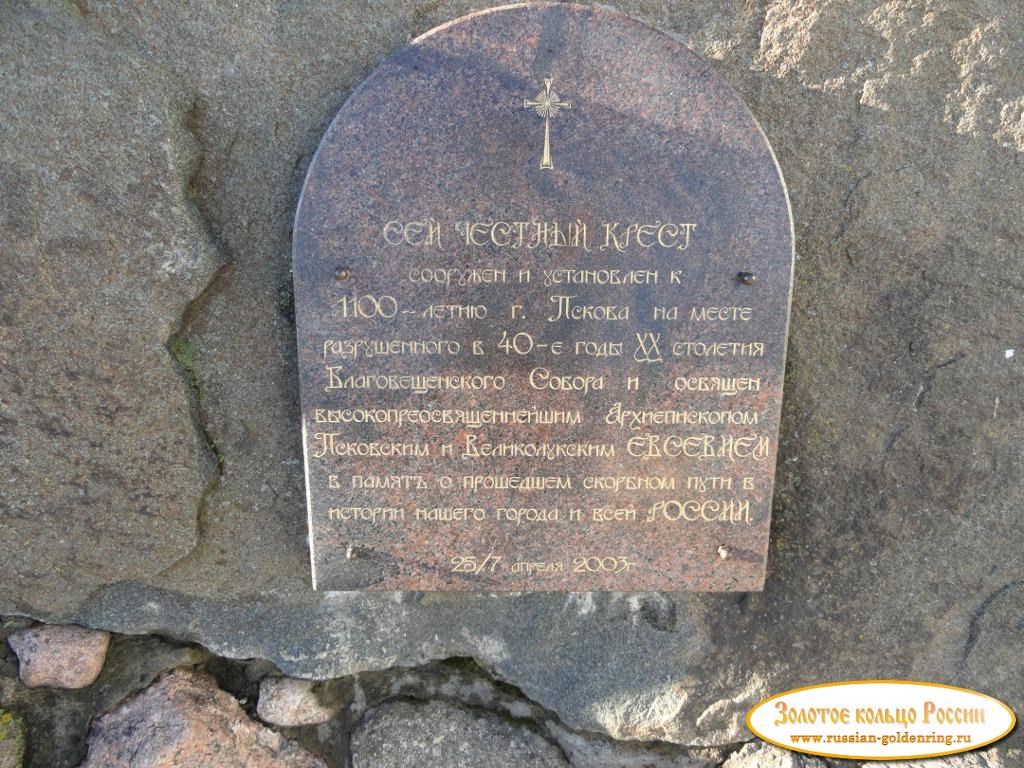 СЕЙ ЧЕСТНЫЙ КРЕСТ
сооружен и установлен к
1100-летию г. Пскова на месте
разрушенного в 40-е годы XX столетия
Благовещенского Собора и освящен
высокопреосвященнейшим Архиепископом
Псковским и Великолукским ЕВСЕВИЕМ
в память о прошедшем скорбном пути в
истории нашего города и всей РОССИИ.
25/7 апреля 2003г
Золотое кольцо России
www.russian-goldenring.ru